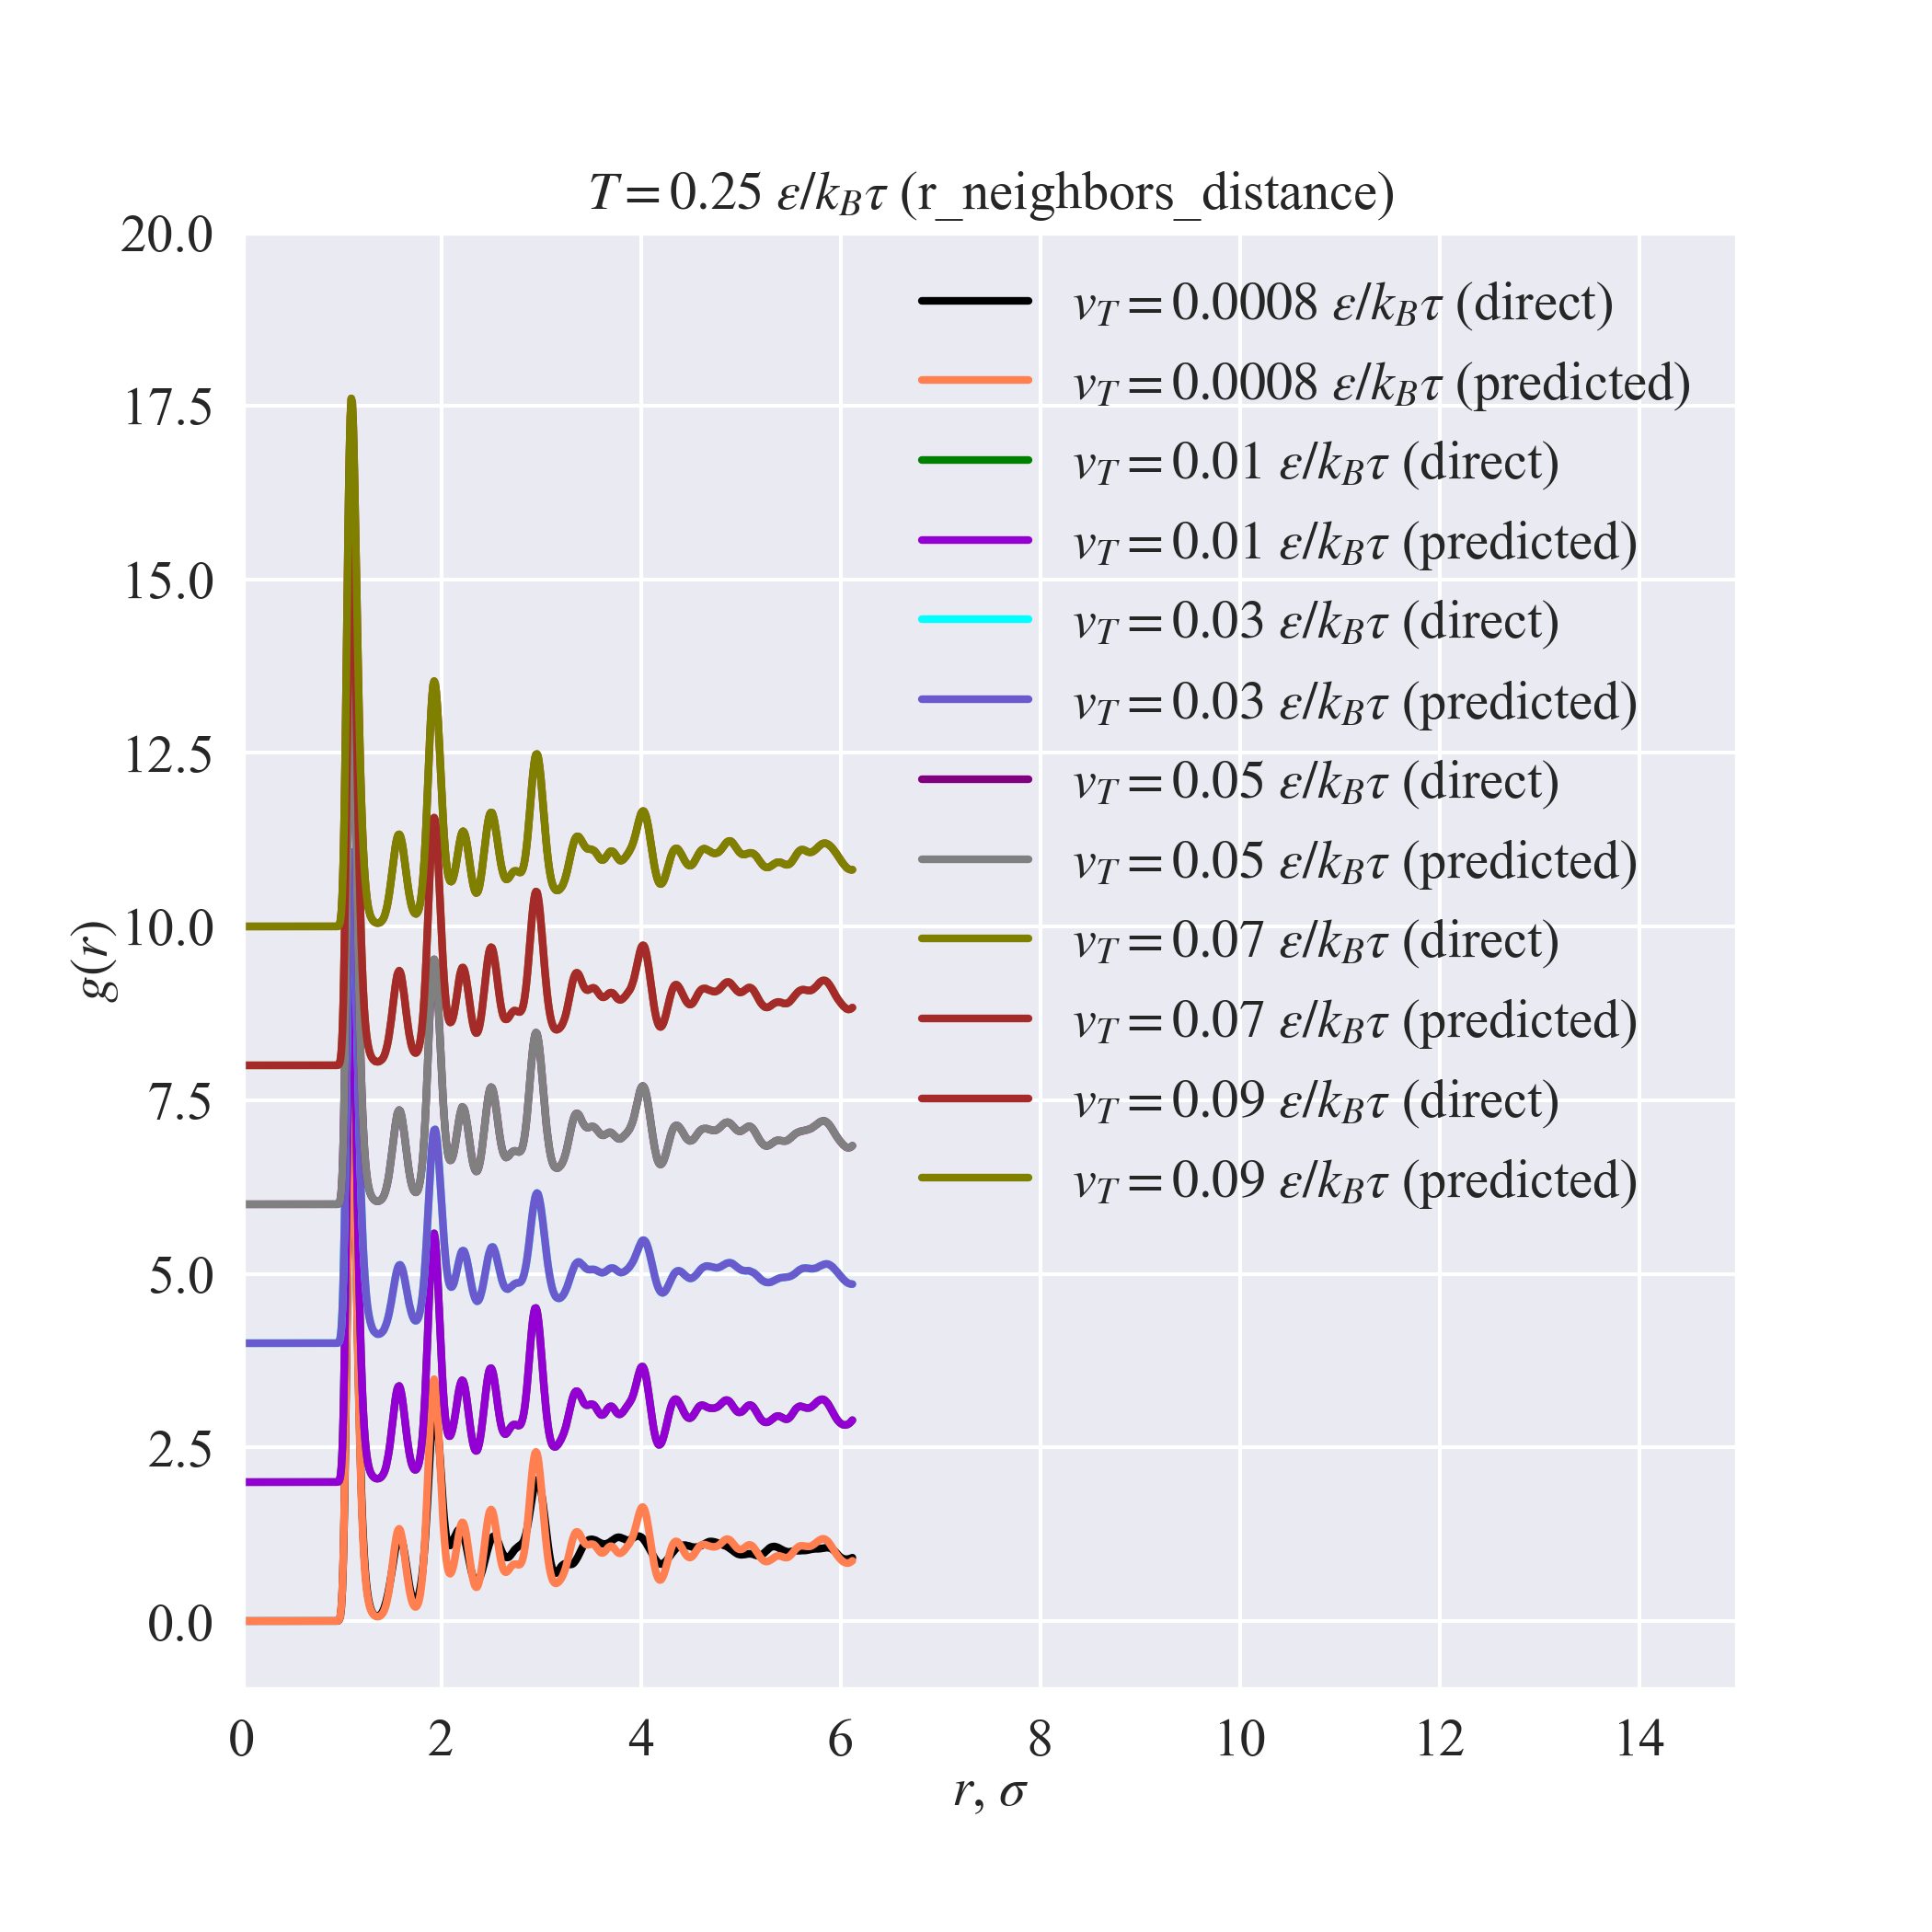 T = 0.25 ε/k_Bτ (r_neighbors_distance)
20.0
17.5
15.0
12.5
10.0
7.5
5.0
2.5
0.0
g(r)
0 2 4 6 8 10 12 14
r, σ
v_T = 0.0008 ε/k_Bτ (direct)
v_T = 0.0008 ε/k_Bτ (predicted)
v_T = 0.01 ε/k_Bτ (direct)
v_T = 0.01 ε/k_Bτ (predicted)
v_T = 0.03 ε/k_Bτ (direct)
v_T = 0.03 ε/k_Bτ (predicted)
v_T = 0.05 ε/k_Bτ (direct)
v_T = 0.05 ε/k_Bτ (predicted)
v_T = 0.07 ε/k_Bτ (direct)
v_T = 0.07 ε/k_Bτ (predicted)
v_T = 0.09 ε/k_Bτ (direct)
v_T = 0.09 ε/k_Bτ (predicted)